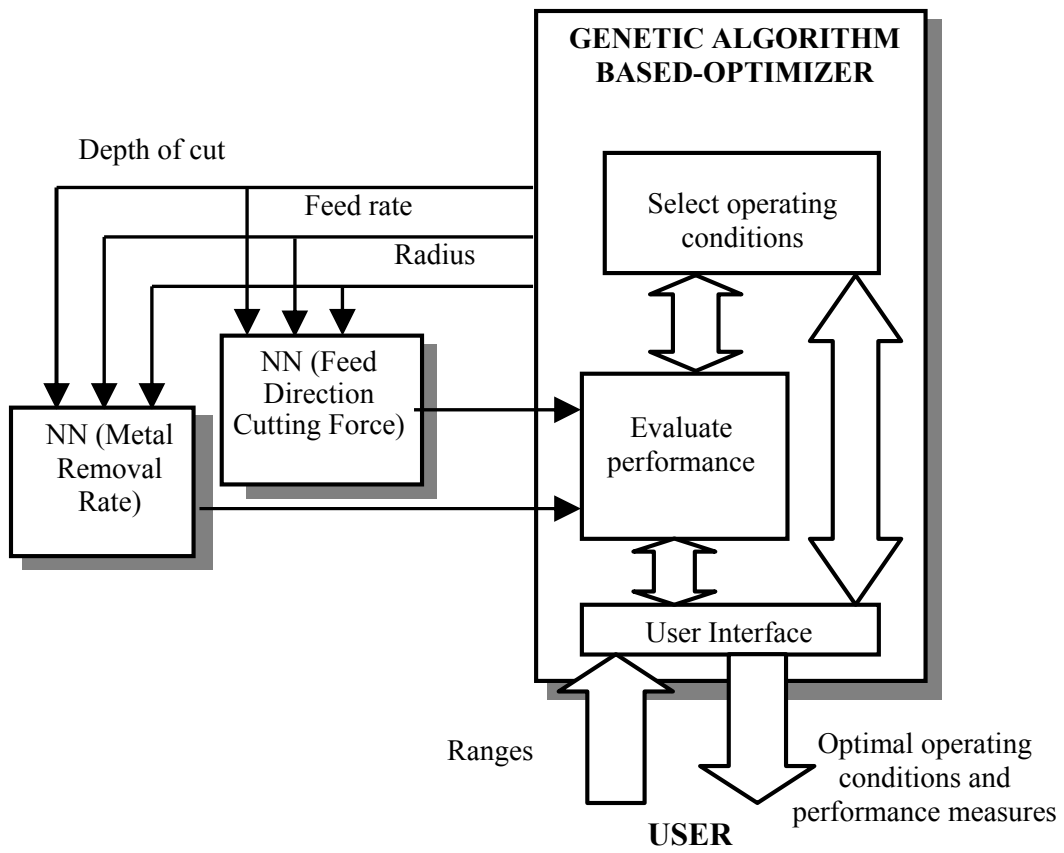 GENETIC ALGORITHM
BASED-OPTIMIZER
Depth of cut
Feed rate
Radius
Select operating
conditions
NN (Feed
Direction
Cutting Force)
NN (Metal
Removal
Rate)
Evaluate
performance
User Interface
Ranges
Optimal operating
conditions and
performance measures
USER